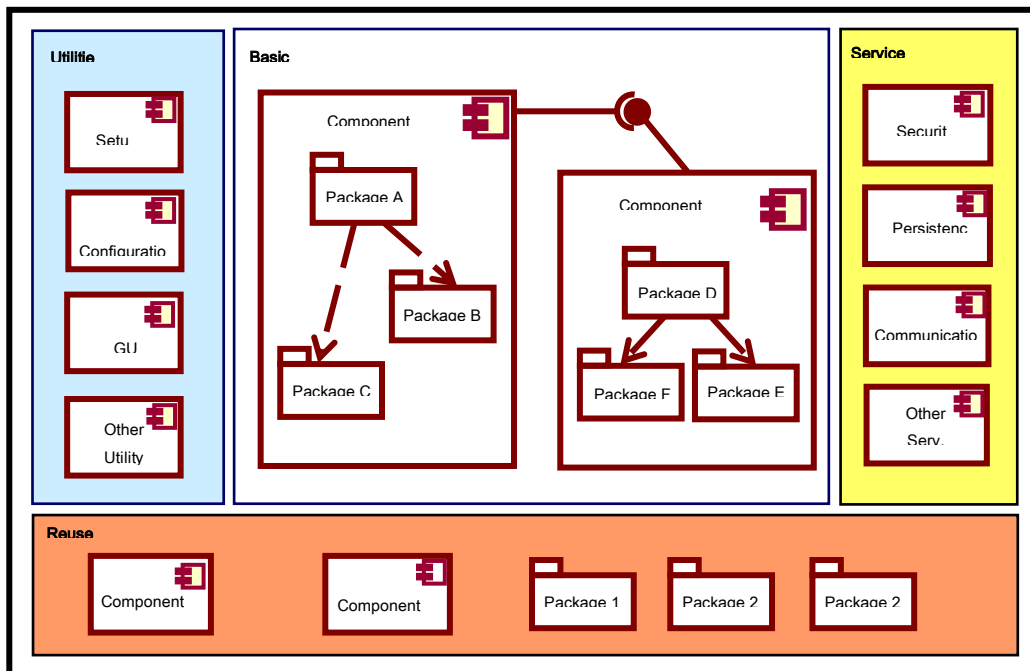 Utilitie
Setu
Configuratio
GU
Other
Utility
Basic
Component
Package A
Package B
Package C
Component
Package D
Package F
Package E
Service
Securit
Persistenc
Communicatio
Other
Serv.
Reuse
Component
Component
Package 1
Package 2
Package 2